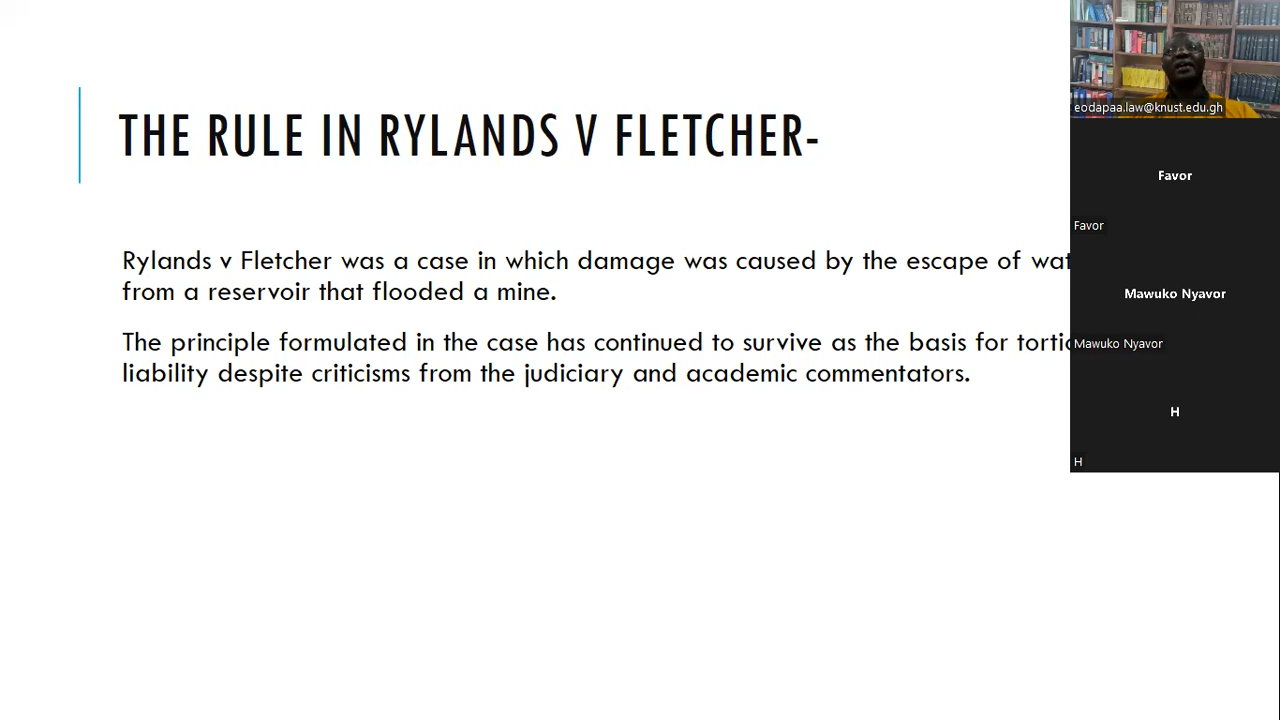 THE RULE IN RYLANDS V FLETCHER-
Rylands v Fletcher was a case in which damage was caused by the escape of wat
from a reservoir that flooded a mine.
The principle formulated in the case has continued to survive as the basis for tortio
liability despite criticisms from the judiciary and academic commentators.
eodapaa.law@knust.edu.gh
Favor
Favor
Mawuko Nyavor
Mawuko Nyavor
H
H